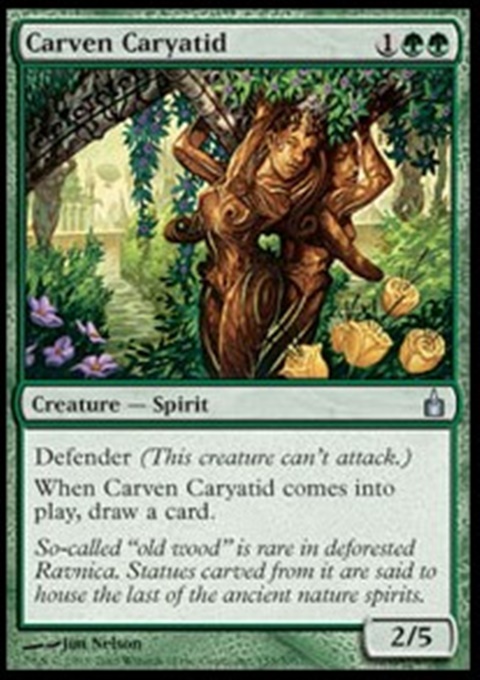 Carven Caryatid
1
Creature — Spirit
Defender (This creature can't attack.)
When Carven Caryatid comes into
play, draw a card.
So-called "old wood" is rare in deforested
Ravnica. Statues carved from it are said to
house the last of the ancient nature spirits.
Jim Nelson
2/5